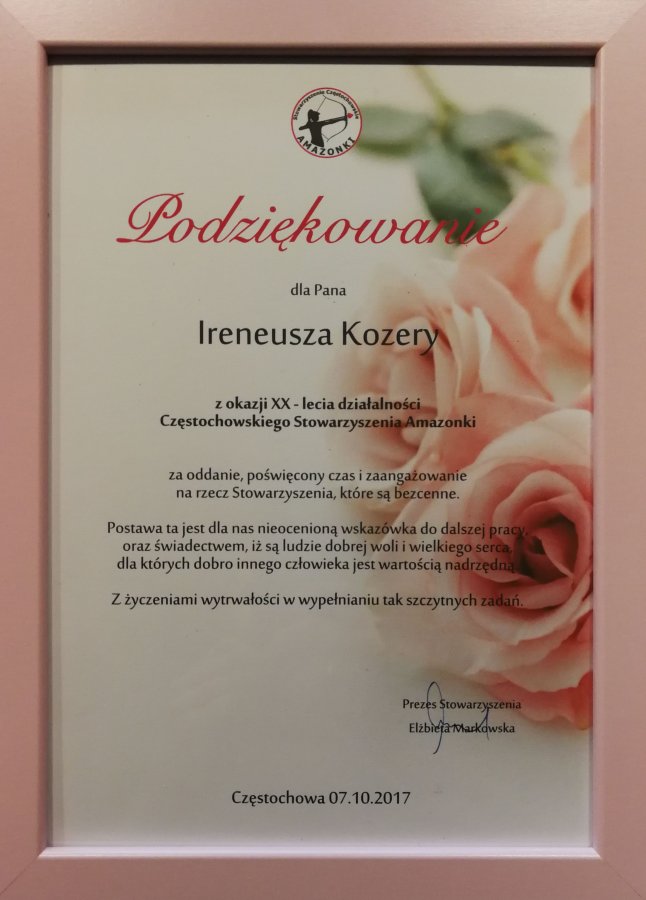 Stowarzyszenie Częstochowskie
AMAZONKI
Podziękowanie
dla Pana
Ireneusza Kozery
z okazji XX - lecia działalności
Częstochowskiego Stowarzyszenia Amazonki
za oddanie, poświęcony czas i zaangażowanie
na rzecz Stowarzyszenia, które są bezcenne.
Postawa ta jest dla nas nieocenioną wskazówka do dalszej pracy,
oraz świadectwem, iż są ludzie dobrej woli i wielkiego serca,
dla których dobro innego człowieka jest wartością nadrzędną
Z życzeniami wytrwałości w wypełnianiu tak szczytnych zadań.
Prezes Stowarzyszenia
Elżbieta Markowska
Częstochowa 07.10.2017